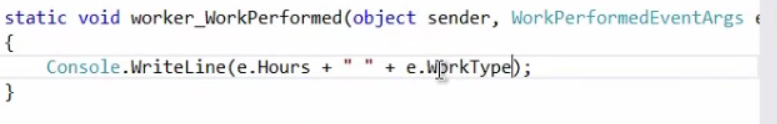 static void worker_WorkPerformed(object sender, WorkPerformedEventArgs e
{
    Console.WriteLine(e.Hours + " " + e.WorkType);
}